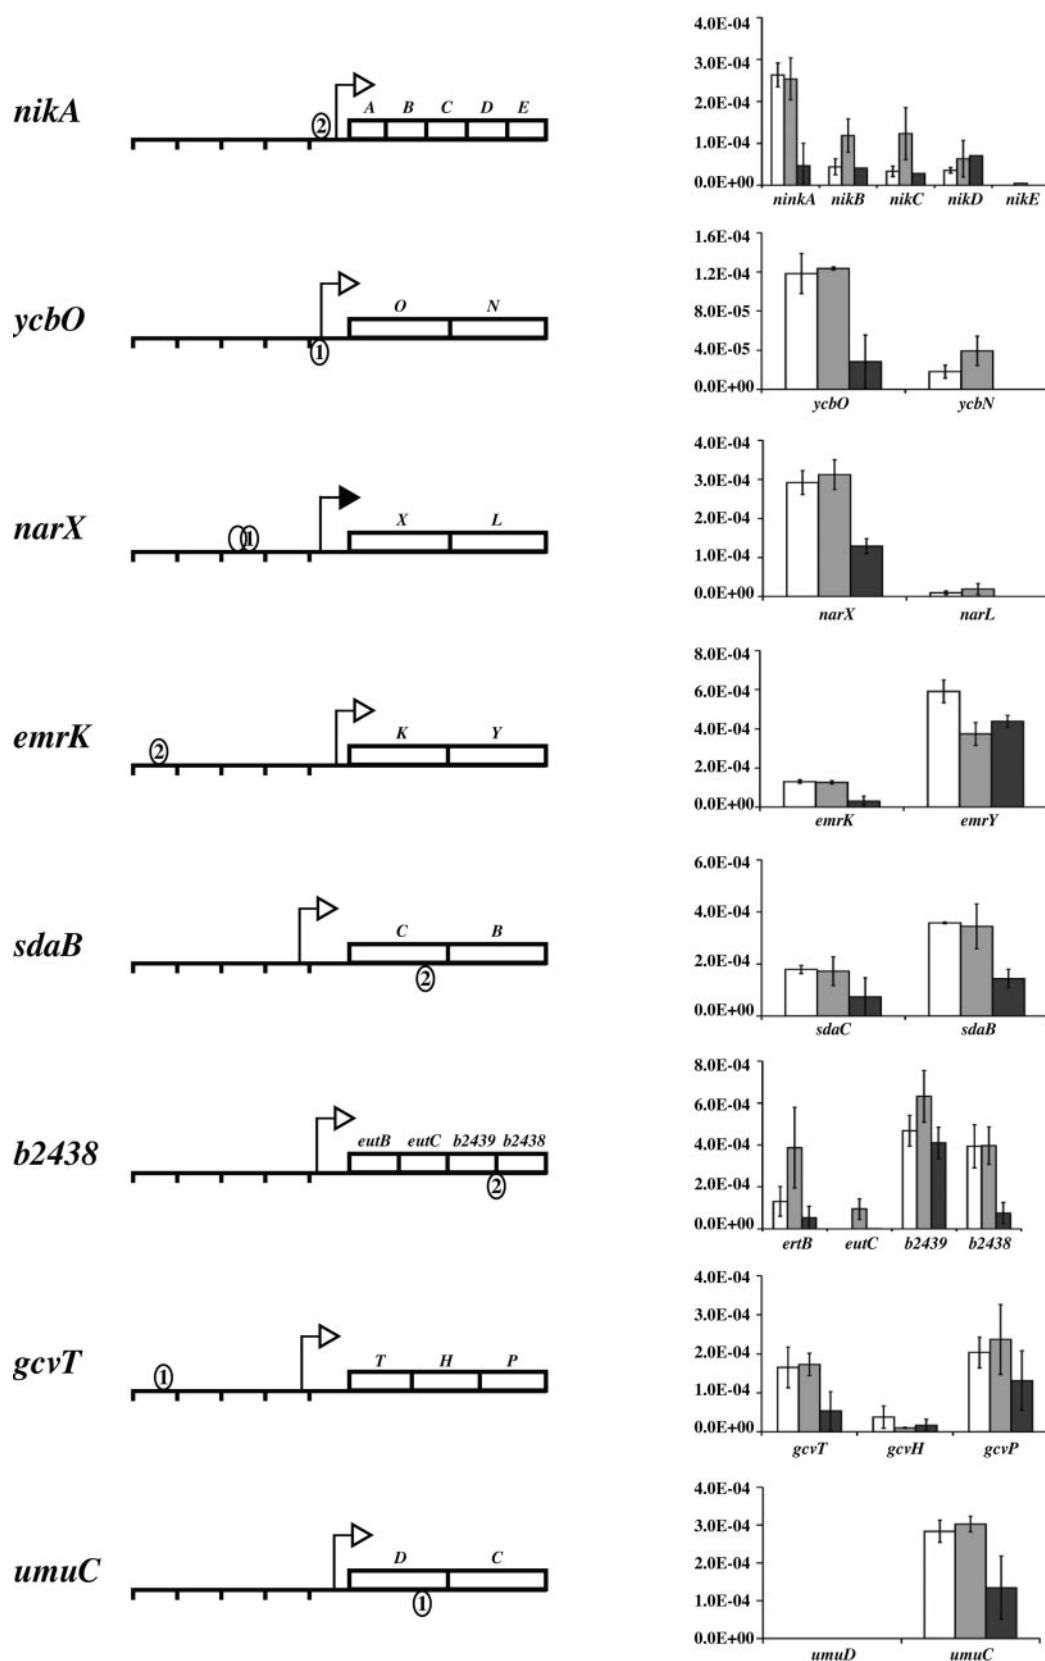 nikA
2
A B C D E
4.0E-04
3.0E-04
2.0E-04
1.0E-04
0.0E+00
ninkA nikB nikC nikD nikE
ycbO
1
O N
1.6E-04
1.2E-04
8.0E-05
4.0E-05
0.0E+00
ycbO ycbN
narX
1
X L
4.0E-04
3.0E-04
2.0E-04
1.0E-04
0.0E+00
narX narL
emrK
2
K Y
8.0E-04
6.0E-04
4.0E-04
2.0E-04
0.0E+00
emrK emrY
sdaB
C B
2
6.0E-04
4.0E-04
2.0E-04
0.0E+00
sdaC sdaB
b2438
eutB eutC b2439 b2438
2
8.0E-04
6.0E-04
4.0E-04
2.0E-04
0.0E+00
ertB eutC b2439 b2438
gcvT
1
T H P
4.0E-04
3.0E-04
2.0E-04
1.0E-04
0.0E+00
gcvT gcvH gcvP
umuC
D C
1
4.0E-04
3.0E-04
2.0E-04
1.0E-04
0.0E+00
umuD umuC